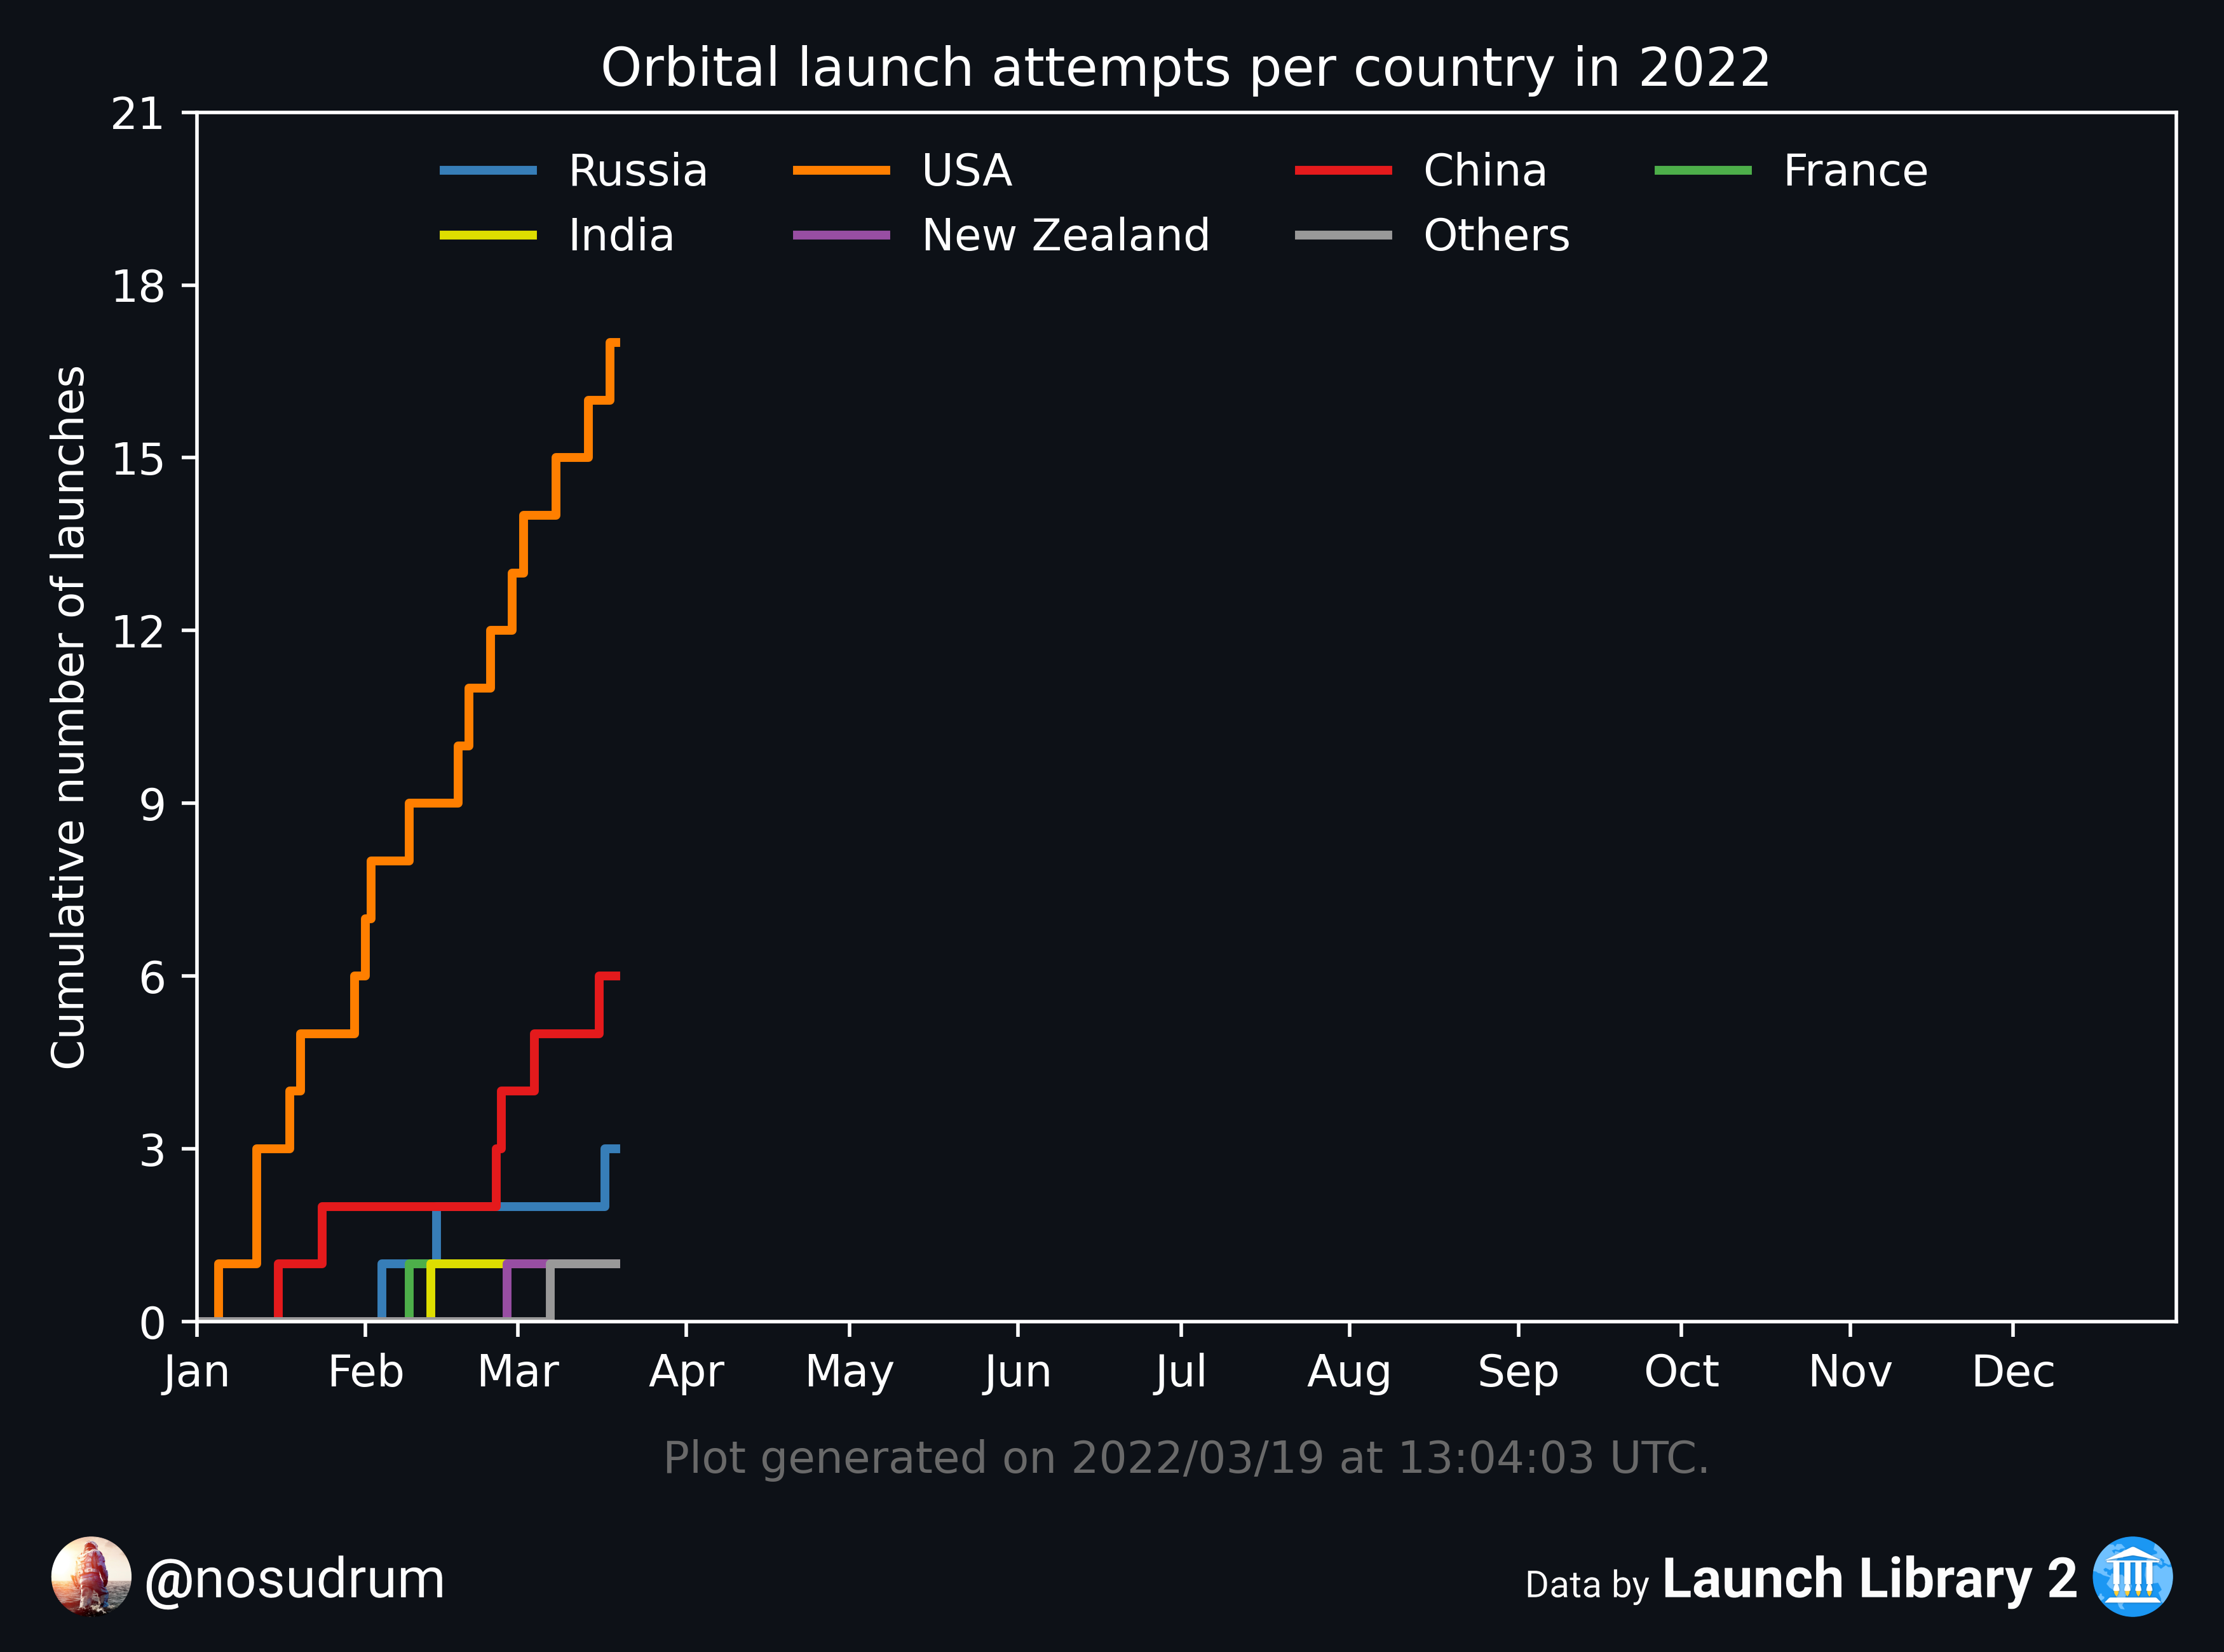 Orbital launch attempts per country in 2022
21
18
15
12
9
6
3
0
Cumulative number of launches
Russia
USA
China
France
India
New Zealand
Others
Jan Feb Mar Apr May Jun Jul Aug Sep Oct Nov Dec
Plot generated on 2022/03/19 at 13:04:03 UTC.
@nosudrum
Data by Launch Library 2